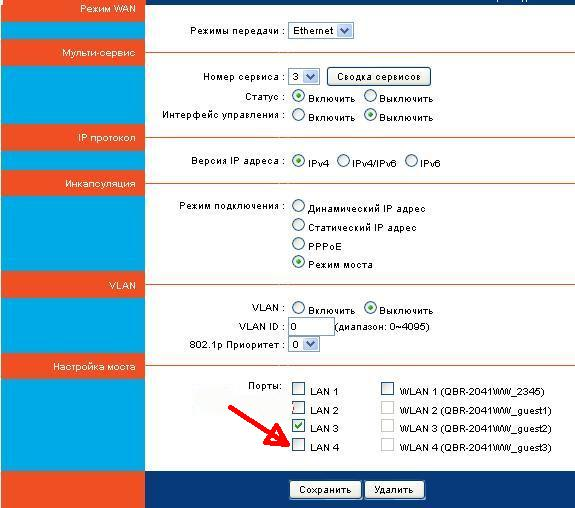 Режим WAN
Режимы передачи : Ethernet
Мульти-сервис
Номер сервиса : 3 Сводка сервисов
Статус : Включить Выключить
Интерфейс управления : Включить Выключить
IP протокол
Версия IP адреса : IPv4 IPv4/IPv6 IPv6
Инкапсуляция
Режим подключения : Динамический IP адрес
Статический IP адрес
PPPoE
Режим моста
VLAN
VLAN : Включить Выключить
VLAN ID : 0 (диапазон: 0~4095)
802.1p Приоритет : 0
Настройка моста
Порты: LAN 1 WLAN 1 (QBR-2041WW_2345)
LAN 2 WLAN 2 (QBR-2041WW_guest1)
LAN 3 WLAN 3 (QBR-2041WW_guest2)
LAN 4 WLAN 4 (QBR-2041WW_guest3)
Сохранить Удалить